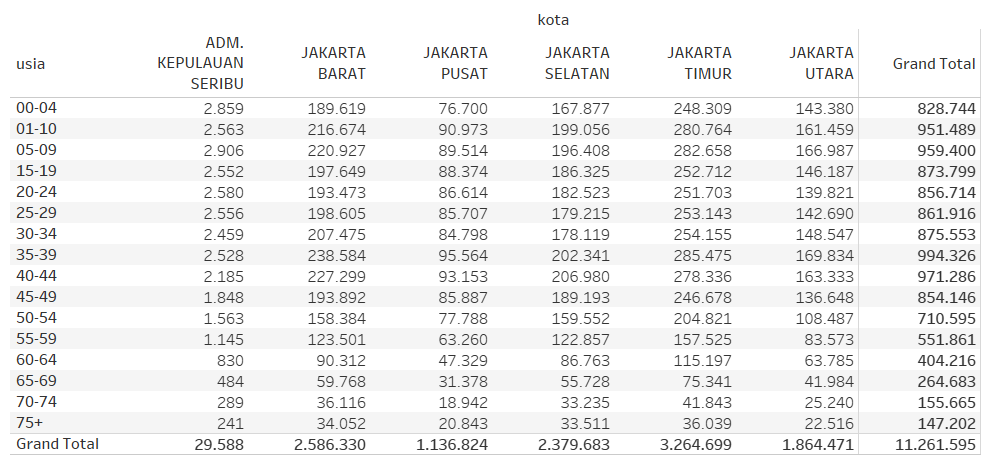 kota
usia ADM. KEPULAUAN SERIBU JAKARTA BARAT JAKARTA PUSAT JAKARTA SELATAN JAKARTA TIMUR JAKARTA UTARA Grand Total
00-04 2.859 189.619 76.700 167.877 248.309 143.380 828.744
01-10 2.563 216.674 90.973 199.056 280.764 161.459 951.489
05-09 2.906 220.927 89.514 196.408 282.658 166.987 959.400
15-19 2.552 197.649 88.374 186.325 252.712 146.187 873.799
20-24 2.580 193.473 86.614 182.523 251.703 139.821 856.714
25-29 2.556 198.605 85.707 179.215 253.143 142.690 861.916
30-34 2.459 207.475 84.798 178.119 254.155 148.547 875.553
35-39 2.528 238.584 95.564 202.341 285.475 169.834 994.326
40-44 2.185 227.299 93.153 206.980 278.336 163.333 971.286
45-49 1.848 193.892 85.887 189.193 246.678 136.648 854.146
50-54 1.563 158.384 77.788 159.552 204.821 108.487 710.595
55-59 1.145 123.501 63.260 122.857 157.525 83.573 551.861
60-64 830 90.312 47.329 86.763 115.197 63.785 404.216
65-69 484 59.768 31.378 55.728 75.341 41.984 264.683
70-74 289 36.116 18.942 33.235 41.843 25.240 155.665
75+ 241 34.052 20.843 33.511 36.039 22.516 147.202
Grand Total 29.588 2.586.330 1.136.824 2.379.683 3.264.699 1.864.471 11.261.595